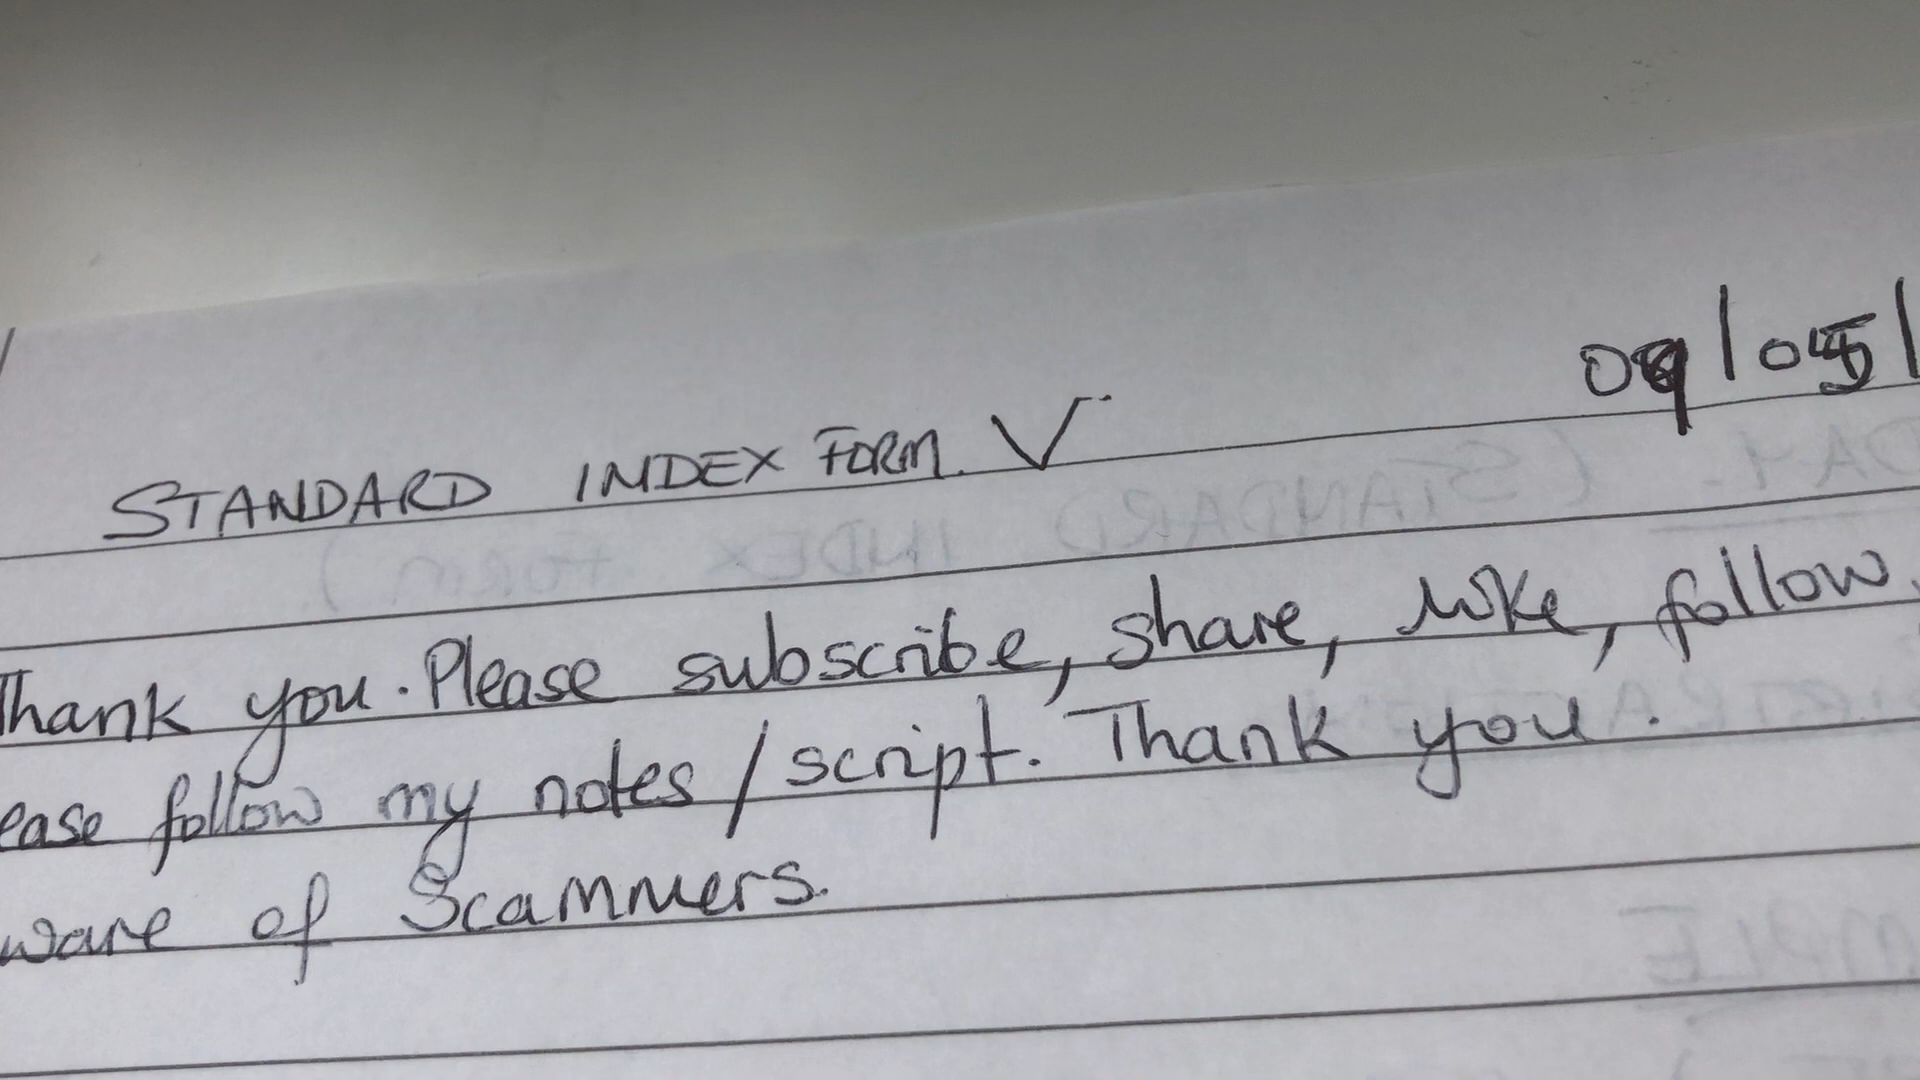 09/05/
STANDARD INDEX FORM. √
Thank you. Please subscribe, share, like, follow,
ease follow my notes/script. Thank you.
ware of Scammers.